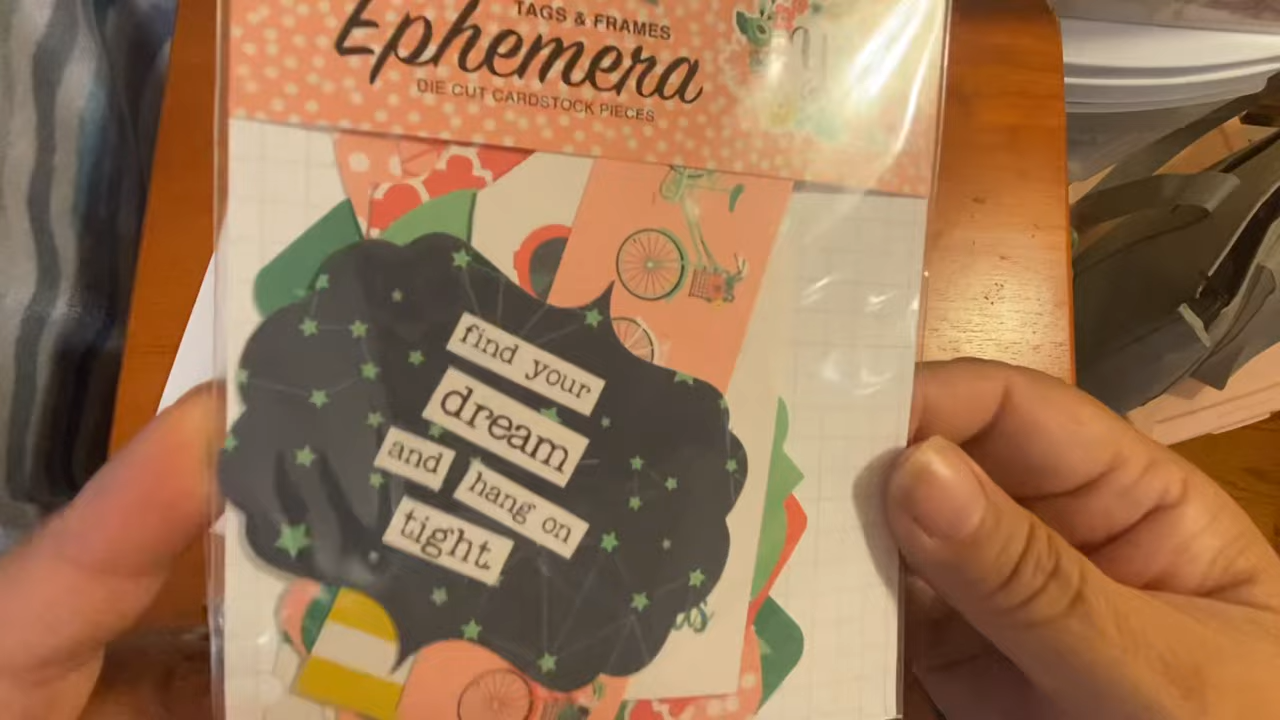 TAGS & FRAMES
Ephemera
DIE CUT CARDSTOCK PIECES
find your
dream
and hang on
tight.